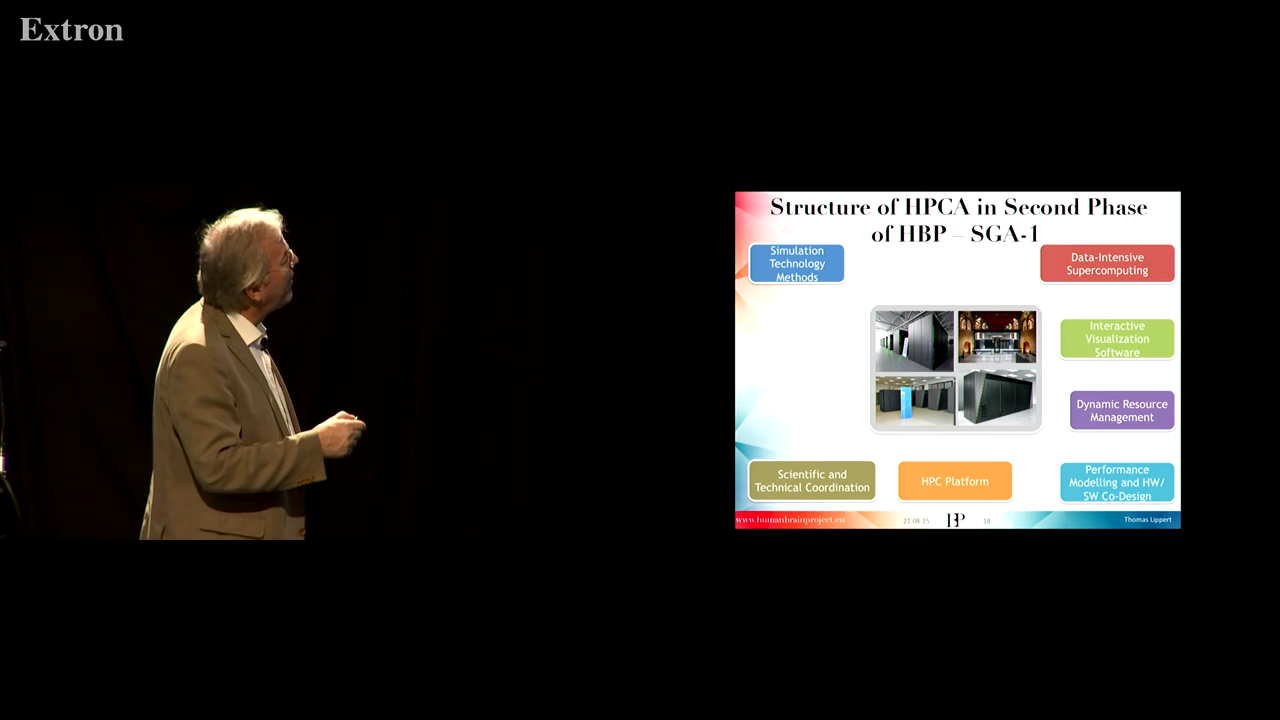 Extron
Structure of HPCA in Second Phase
of HBP – SGA-1
Simulation
Technology
Methods
Data-Intensive
Supercomputing
Interactive
Visualization
Software
Dynamic Resource
Management
Scientific and
Technical Coordination
HPC Platform
Performance
Modelling and HW/
SW Co-Design
www.humanbrainproject.eu
21.08.15
18
Thomas Lippert